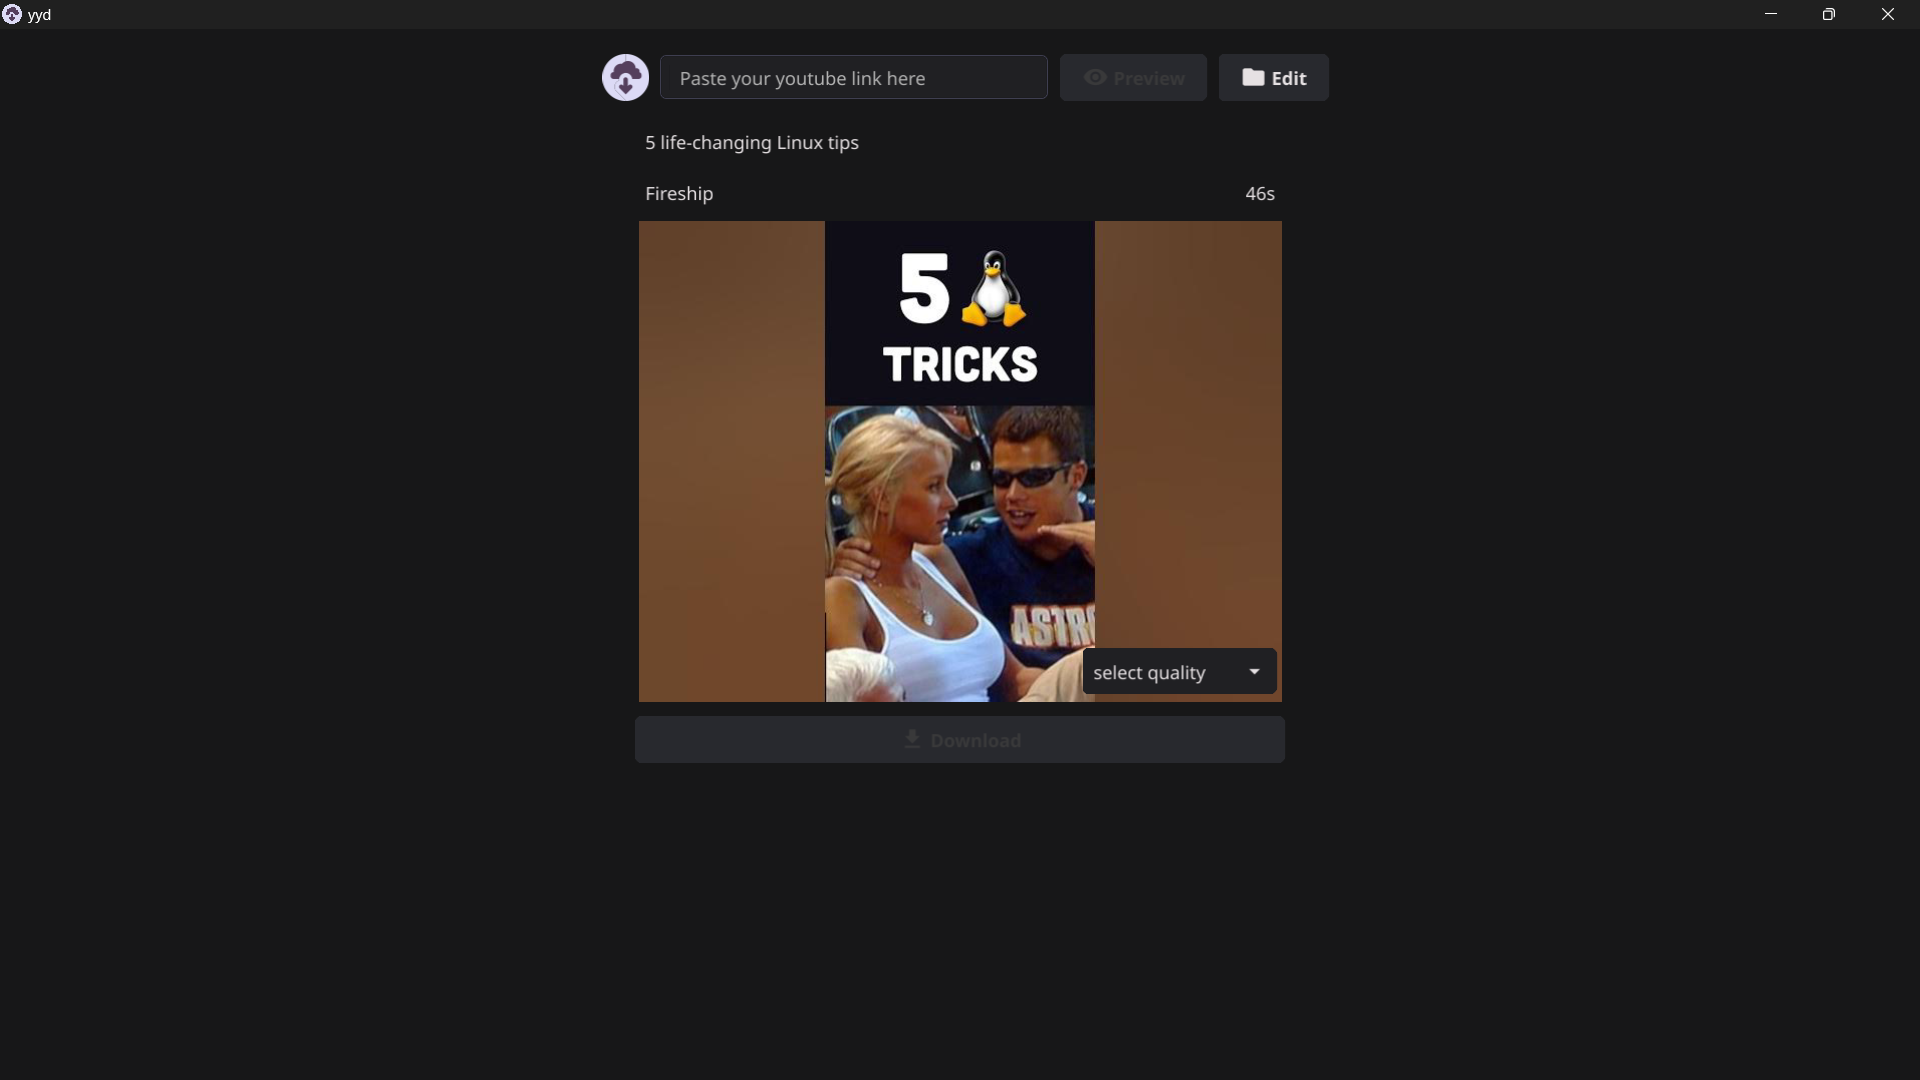 yyd
Paste your youtube link here
Preview
Edit
5 life-changing Linux tips
Fireship
46s
5
TRICKS
ASTR
select quality
Download